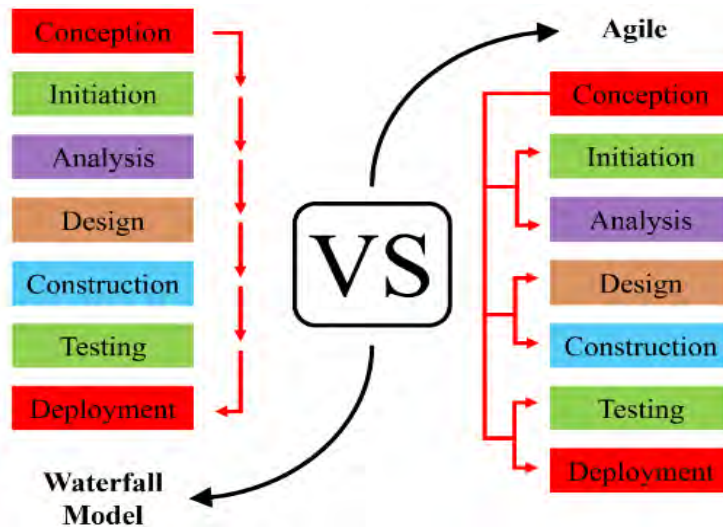 Conception
Initiation
Analysis
Design
Construction
Testing
Deployment
Waterfall
Model
VS
Agile
Conception
Initiation
Analysis
Design
Construction
Testing
Deployment